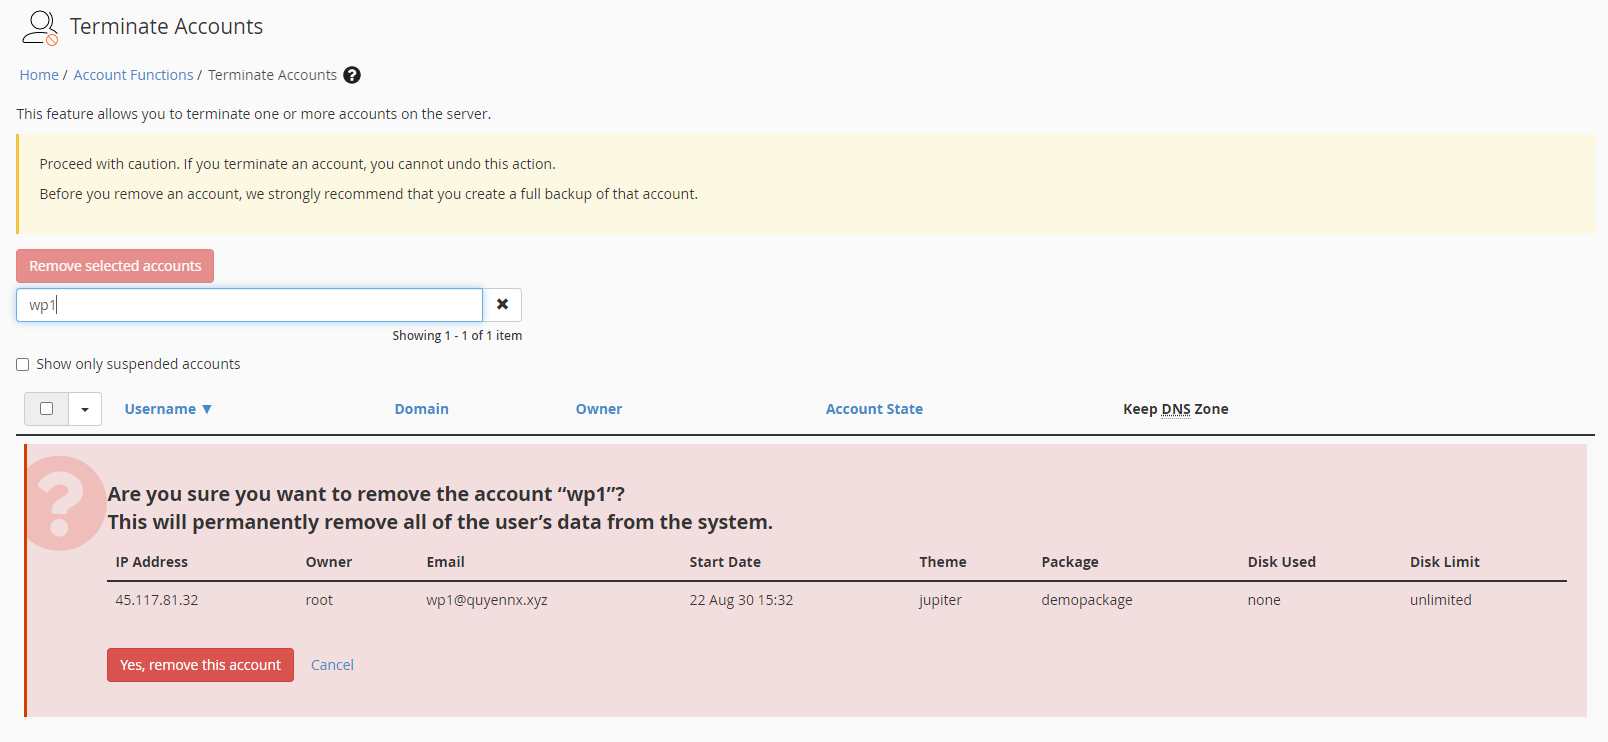 Terminate Accounts
Home / Account Functions / Terminate Accounts ?
This feature allows you to terminate one or more accounts on the server.
Proceed with caution. If you terminate an account, you cannot undo this action.
Before you remove an account, we strongly recommend that you create a full backup of that account.
Remove selected accounts
wp1
Showing 1 - 1 of 1 item
Show only suspended accounts
Username ▼ Domain Owner Account State Keep DNS Zone
Are you sure you want to remove the account “wp1”?
This will permanently remove all of the user’s data from the system.
IP Address Owner Email Start Date Theme Package Disk Used Disk Limit
45.117.81.32 root wp1@quyennx.xyz 22 Aug 30 15:32 jupiter demopackage none unlimited
Yes, remove this account Cancel